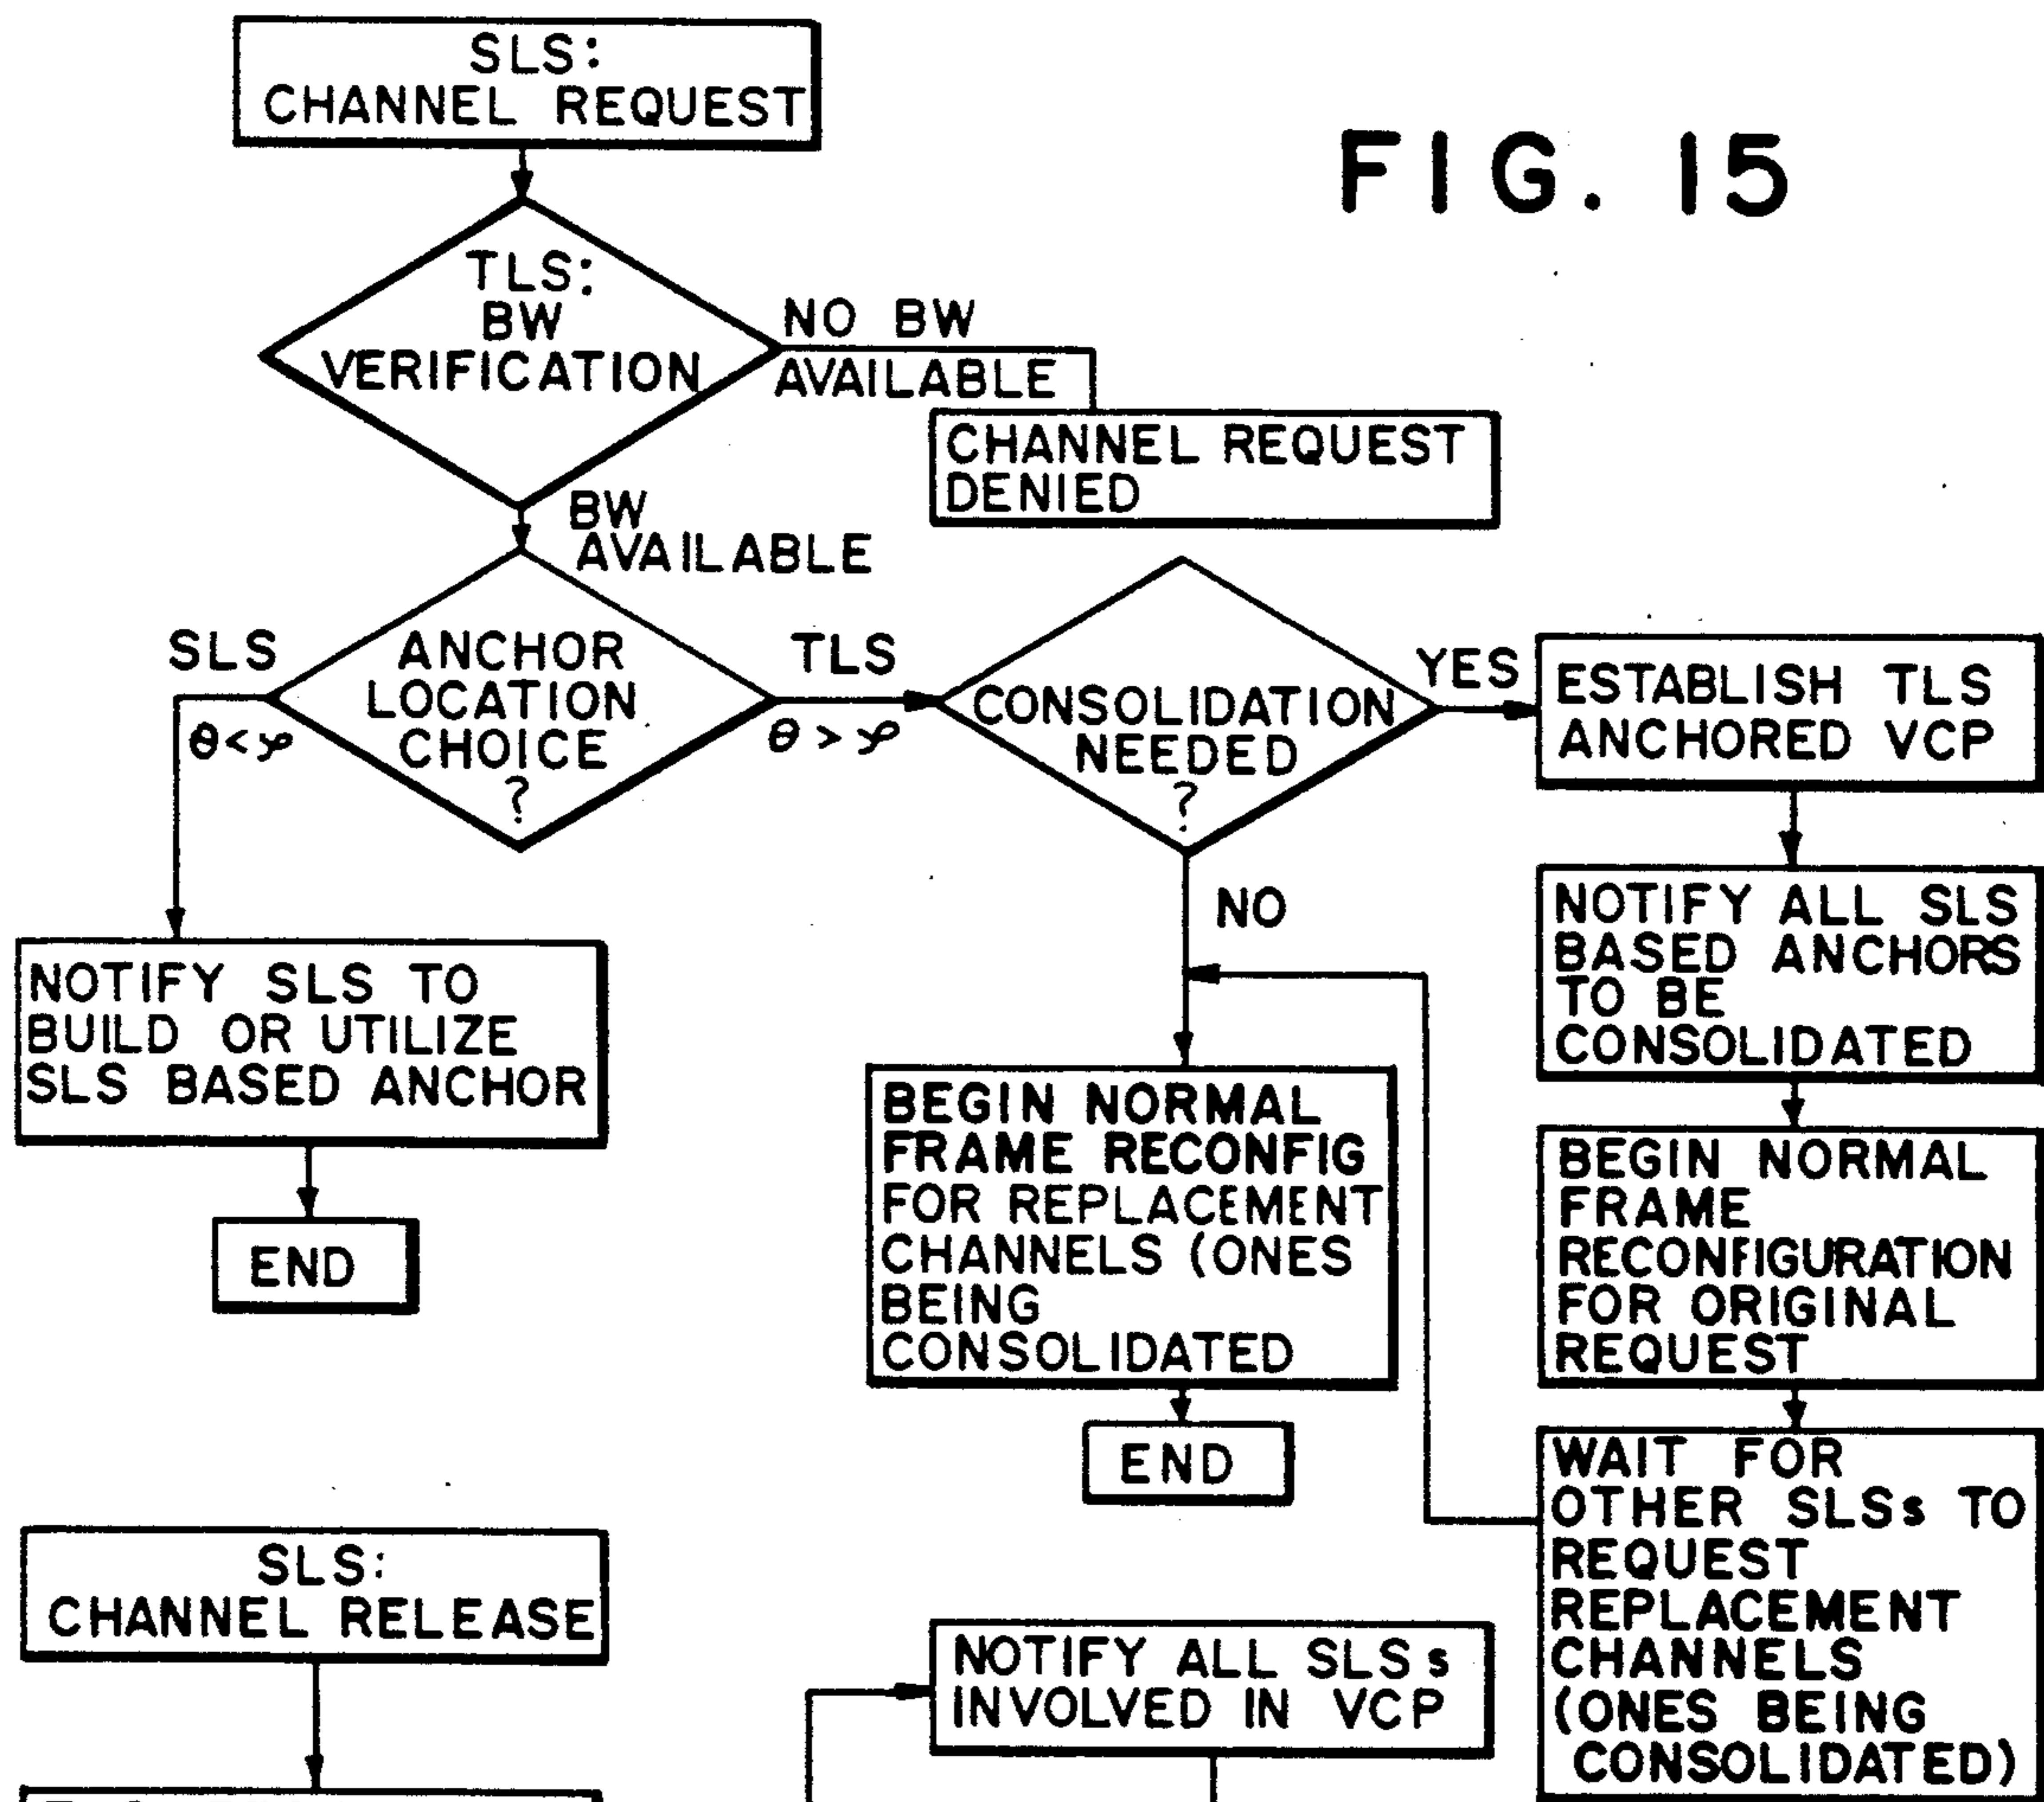 SLS:
CHANNEL REQUEST
FIG. 15
TLS:
BW
VERIFICATION
NO BW
AVAILABLE
CHANNEL REQUEST
DENIED
BW
AVAILABLE
SLS
θ<𝒴
ANCHOR
LOCATION
CHOICE
?
TLS
θ>𝒴
CONSOLIDATION
NEEDED
?
YES
NO
ESTABLISH TLS
ANCHORED VCP
NOTIFY ALL SLS
BASED ANCHORS
TO BE
CONSOLIDATED
NOTIFY SLS TO
BUILD OR UTILIZE
SLS BASED ANCHOR
END
BEGIN NORMAL
FRAME RECONFIG
FOR REPLACEMENT
CHANNELS (ONES
BEING
CONSOLIDATED
END
BEGIN NORMAL
FRAME
RECONFIGURATION
FOR ORIGINAL
REQUEST
WAIT FOR
OTHER SLSs TO
REQUEST
REPLACEMENT
CHANNELS
(ONES BEING
CONSOLIDATED)
SLS:
CHANNEL RELEASE
NOTIFY ALL SLSs
INVOLVED IN VCP